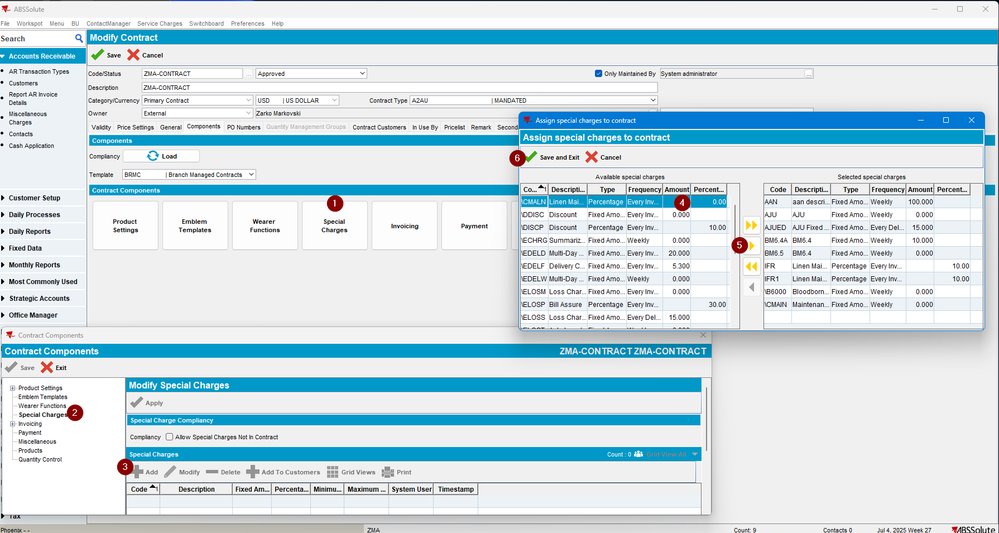 ABSSolute
File Workspot Menu BU ContactManager Service Charges Switchboard Preferences Help
Search
Modify Contract
Accounts Receivable
Save Cancel
AR Transaction Types
Customers
Report AR Invoice
Details
Miscellaneous
Charges
Contacts
Cash Application
Customer Setup
Daily Processes
Daily Reports
Fixed Data
Monthly Reports
Most Commonly Used
Strategic Accounts
Office Manager
Tax
Code/Status ZMA-CONTRACT ... Approved Only Maintained By System administrator ...
Description ZMA-CONTRACT
Category/Currency Primary Contract USD | US DOLLAR Contract Type A2AU | MANDATED
Owner External Zarko Markovski
Validity Price Settings General Components PO Numbers Quantity Management Groups Contract Customers In Use By Pricelist Remark Second
Components
Compliancy Load
Template BRMC | Branch Managed Contracts
Contract Components
1
Product
Settings
Emblem
Templates
Wearer
Functions
Special
Charges
Invoicing
Payment
Assign special charges to contract
Assign special charges to contract
6 Save and Exit Cancel
Available special charges
Co... 1 Descripti... Type Frequency Amount Percent...
\CMALN Linen Mai... Percentage Every Inv... 4 0.00
\DDISC Discount Fixed Amo... Every Inv... 0.000
\DISCP Discount Percentage Every Inv... 10.00
\ECHRG Summariz... Fixed Amo... Weekly 0.000
\EDELD Multi-Day ... Fixed Amo... Every Inv... 20.000
\EDELF Delivery C... Fixed Amo... Every Inv... 5.300
\EDELW Multi-Day ... Fixed Amo... Weekly 0.000
\ELOSM Loss Char... Fixed Amo... Every Inv... 0.000
\ELOSP Bill Assure Percentage Every Inv... 30.00
\ELOSS Loss Char... Fixed Amo... Every Del... 15.000
5
Selected special charges
Code Descripti... Type Frequency Amount Percent...
AAN aan descri... Fixed Amo... Weekly 100.000
AJU AJU Fixed Amo... Weekly 0.000
AJUED AJU Fixed ... Fixed Amo... Every Del... 15.000
BM6.4A BM6.4 Fixed Amo... Weekly 10.000
BM6.5 BM6.4 Fixed Amo... Weekly 0.000
IFR Linen Mai... Percentage Every Inv... 10.00
IFR1 Linen Mai... Percentage Every Inv... 10.00
\B6000 Bloodborn... Fixed Amo... Weekly 0.000
\CMAIN Maintenan... Fixed Amo... Weekly 0.000
Contract Components
Contract Components ZMA-CONTRACT ZMA-CONTRACT
Save Exit
Product Settings
Emblem Templates
Wearer Functions
Special Charges 2
Invoicing
Payment
Miscellaneous
Products
Quantity Control
Modify Special Charges
Apply
Special Charge Compliancy
Compliancy Allow Special Charges Not In Contract
Special Charges Count : 0 Grid View All
3 Add Modify Delete Add To Customers Grid Views Print
Code 1 Description Fixed Am... Percenta... Minimu... Maximum ... System User Timestamp
Phoenix - - ZMA Count: 9 Contacts 0 Jul 4, 2025 Week 27 ABSSolute